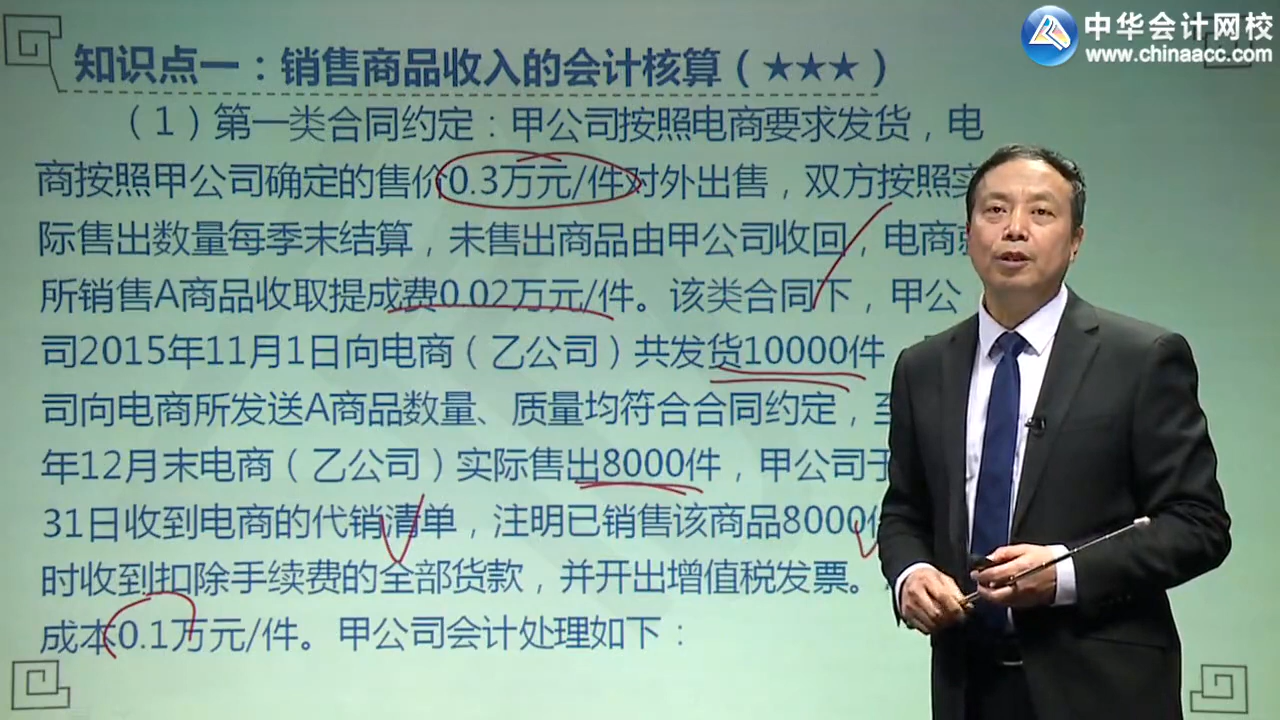 中华会计网校
www.chinaacc.com
知识点一：销售商品收入的会计核算（★★★）
（1）第一类合同约定：甲公司按照电商要求发货，电
商按照甲公司确定的售价0.3万元/件对外出售，双方按照实
际售出数量每季末结算，未售出商品由甲公司收回，电商就
所销售A商品收取提成费0.02万元/件。该类合同下，甲公
司2015年11月1日向电商（乙公司）共发货10000件，
司向电商所发送A商品数量、质量均符合合同约定，至
年12月末电商（乙公司）实际售出8000件，甲公司于
31日收到电商的代销清单，注明已销售该商品8000件
时收到扣除手续费的全部货款，并开出增值税发票。
成本0.1万元/件。甲公司会计处理如下：